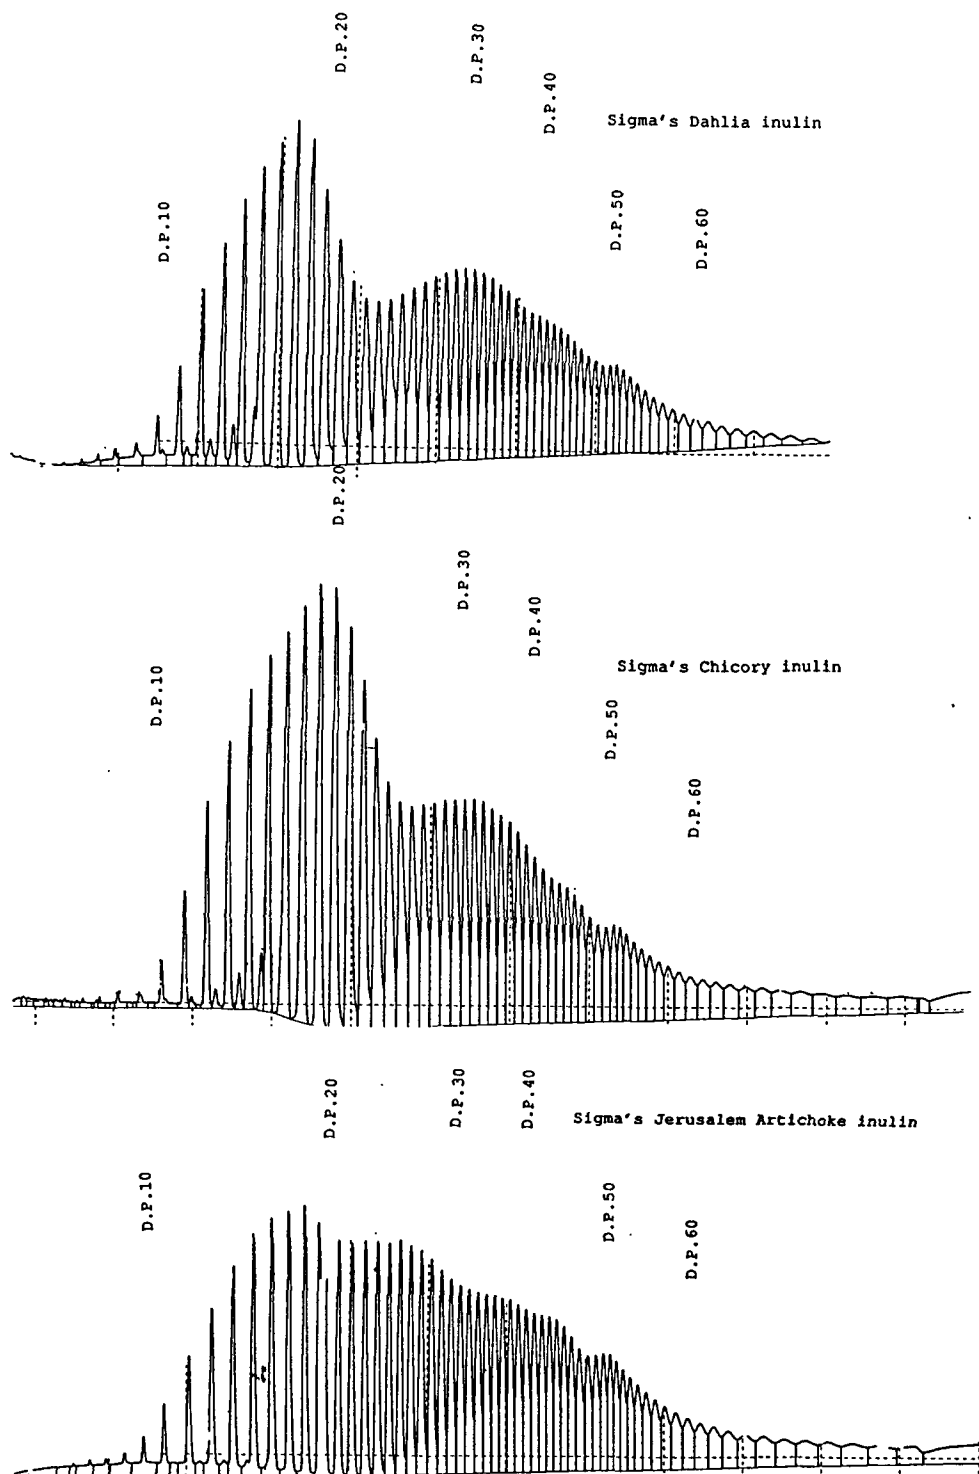 D.P.20
D.P.30
D.P.40
Sigma's Dahlia inulin
D.P.10
D.P.50
D.P.60
D.P.20
D.P.30
D.P.40
Sigma's Chicory inulin
D.P.10
D.P.50
D.P.60
D.P.20
D.P.30
D.P.40
Sigma's Jerusalem Artichoke inulin
D.P.10
D.P.50
D.P.60